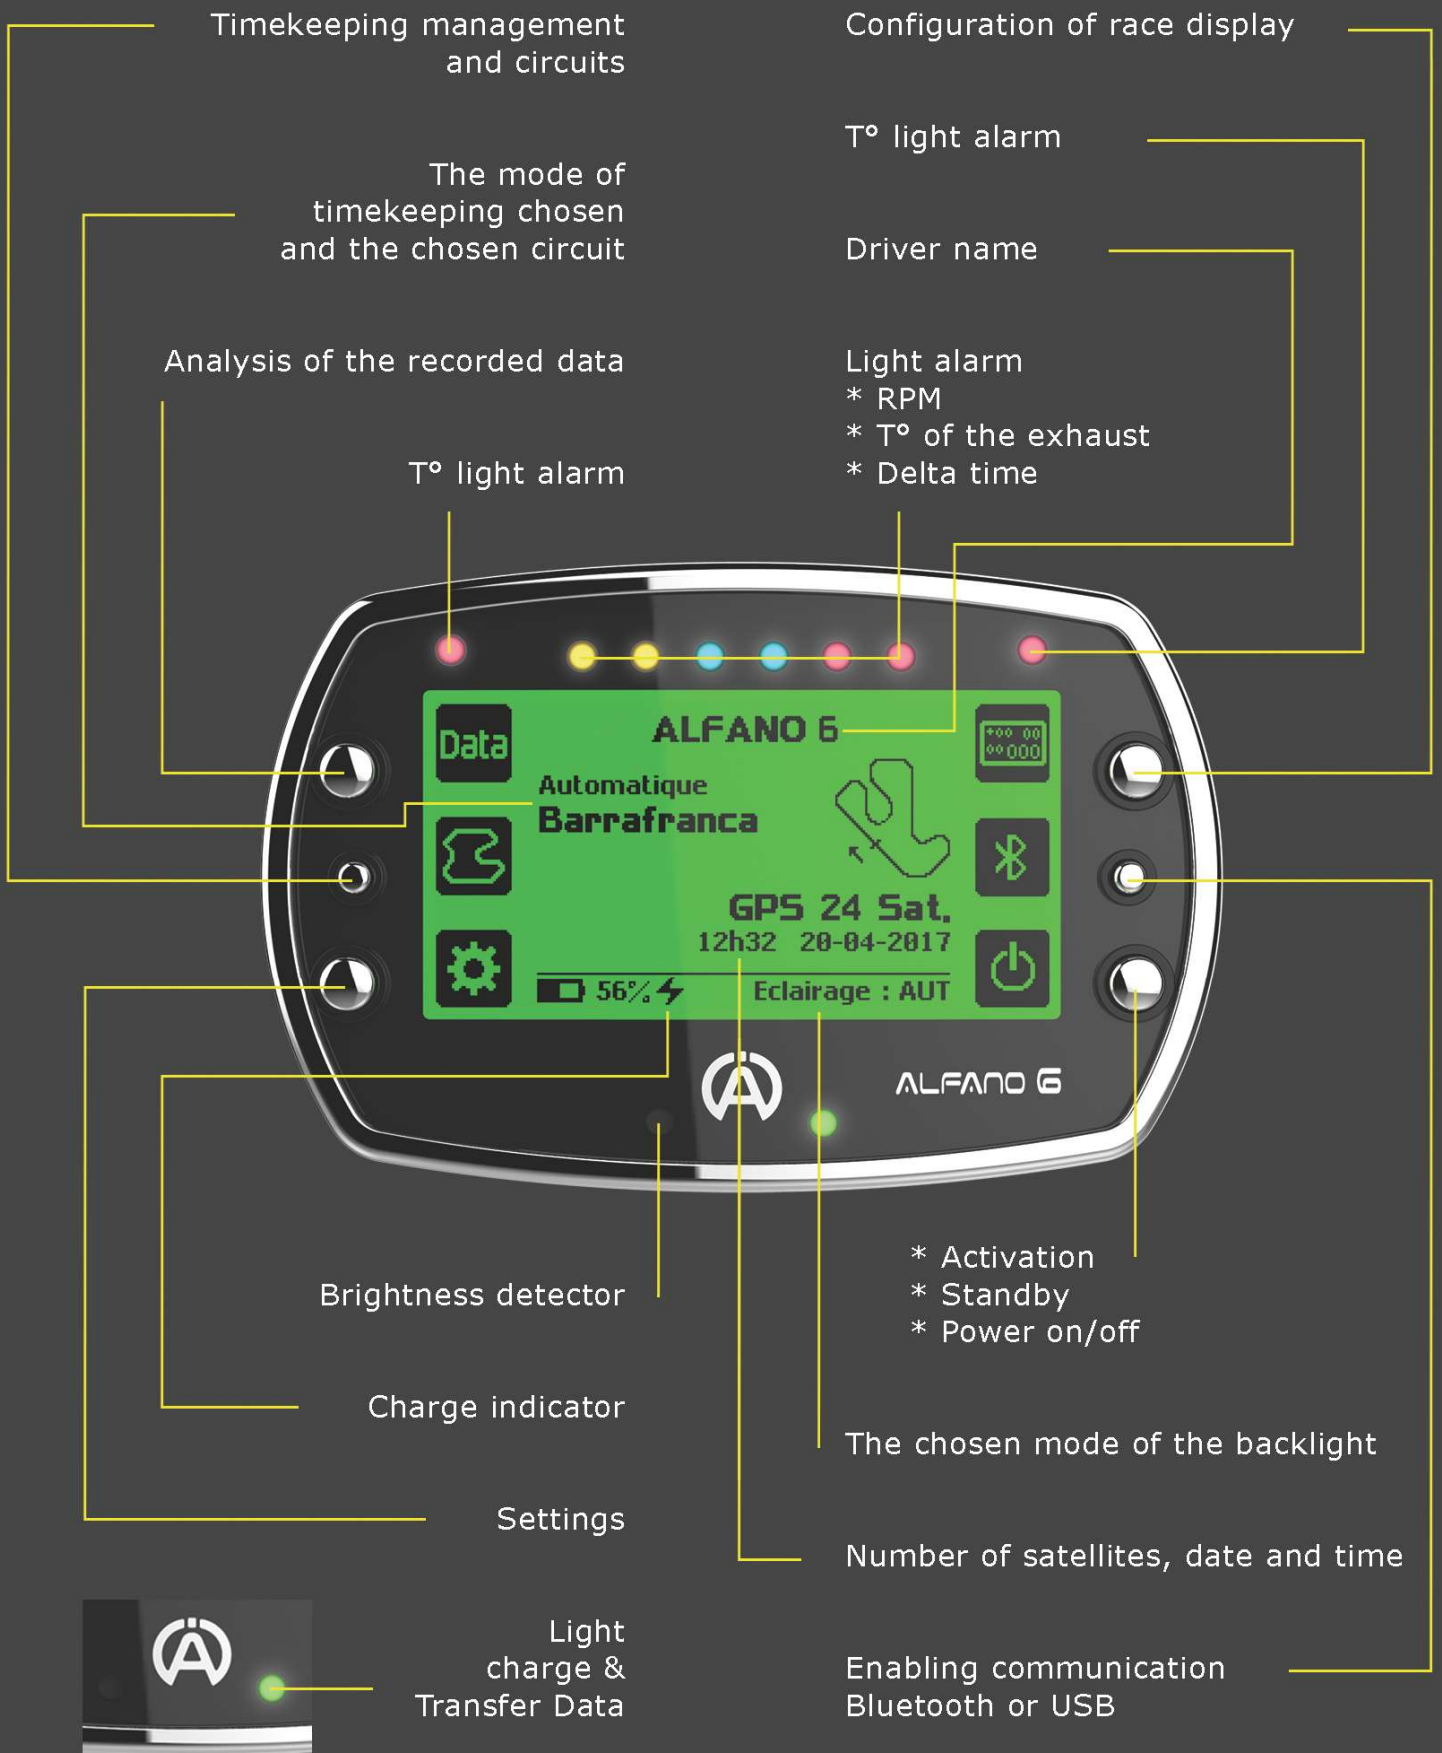 Timekeeping management
and circuits
The mode of
timekeeping chosen
and the chosen circuit
Analysis of the recorded data
T° light alarm
Configuration of race display
T° light alarm
Driver name
Light alarm
* RPM
* T° of the exhaust
* Delta time
Data
ALFANO 6
+00 00
00 000
Automatique
Barrafranca
GPS 24 Sat.
12h32 20-04-2017
56%
Eclairage : AUT
ALFANO 6
Brightness detector
Charge indicator
Settings
Light
charge &
Transfer Data
* Activation
* Standby
* Power on/off
The chosen mode of the backlight
Number of satellites, date and time
Enabling communication
Bluetooth or USB